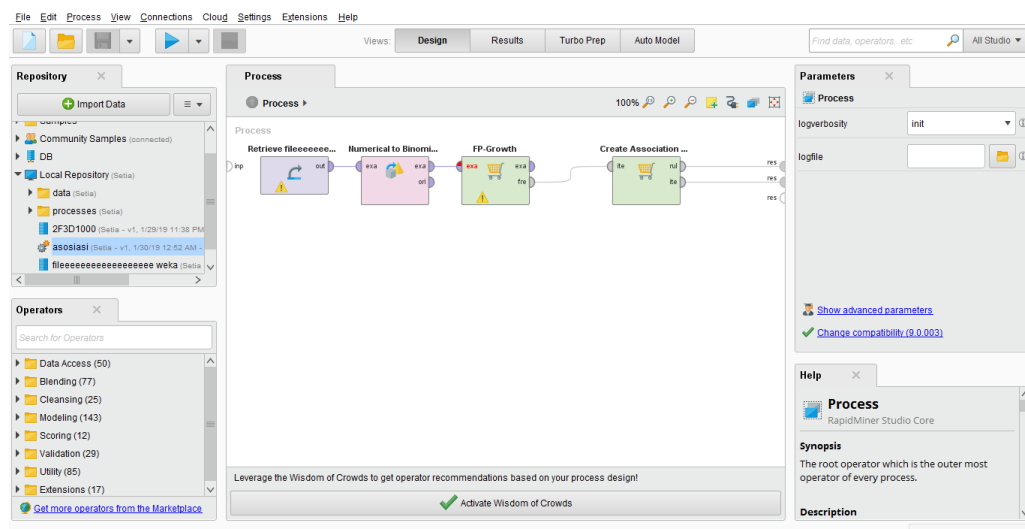 File Edit Process View Connections Cloud Settings Extensions Help
Views: Design Results Turbo Prep Auto Model Find data, operators...etc All Studio
Repository
Import Data
Samples
Community Samples (connected)
DB
Local Repository (Setia)
data (Setia)
processes (Setia)
2F3D1000 (Setia - v1, 1/29/19 11:38 PM
asosiasi (Setia - v1, 1/30/19 12:52 AM -
fileeeeeeeeeeeeeeeeee weka (Setia
Operators
Search for Operators
Data Access (50)
Blending (77)
Cleansing (25)
Modeling (143)
Scoring (12)
Validation (29)
Utility (85)
Extensions (17)
Get more operators from the Marketplace
Process
Process
100%
Process
Retrieve fileeeeeee... Numerical to Binomi... FP-Growth Create Association ...
inp out exa exa exa exa ite rul res
ori fre ite res
res
Leverage the Wisdom of Crowds to get operator recommendations based on your process design!
Activate Wisdom of Crowds
Parameters
Process
logverbosity init
logfile
Show advanced parameters
Change compatibility (9.0.003)
Help
Process
RapidMiner Studio Core
Synopsis
The root operator which is the outer most
operator of every process.
Description